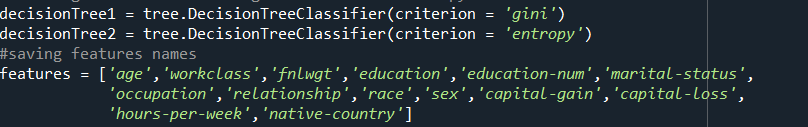 decisionTree1 = tree.DecisionTreeClassifier(criterion = 'gini')
decisionTree2 = tree.DecisionTreeClassifier(criterion = 'entropy')
#saving features names
features = ['age','workclass','fnlwgt','education','education-num','marital-status',
'occupation','relationship','race','sex','capital-gain','capital-loss',
'hours-per-week','native-country']